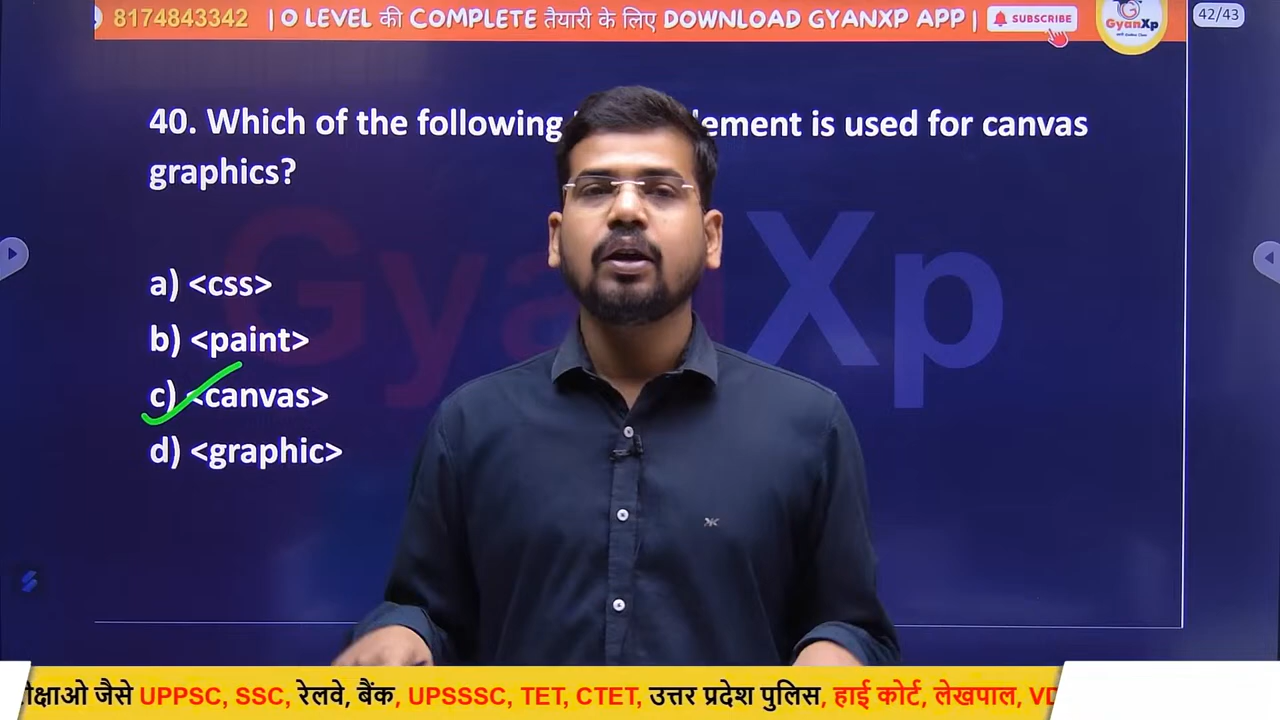 8174843342 | O LEVEL की COMPLETE तैयारी के लिए DOWNLOAD GYANXP APP | SUBSCRIBE
GyanXp
42/43
40. Which of the following element is used for canvas
graphics?
GyanXp
a) <css>
b) <paint>
c) <canvas>
d) <graphic>
जैसे UPPSC, SSC, रेलवे, बैंक, UPSSSC, TET, CTET, उत्तर प्रदेश पुलिस, हाई कोर्ट, लेखपाल,